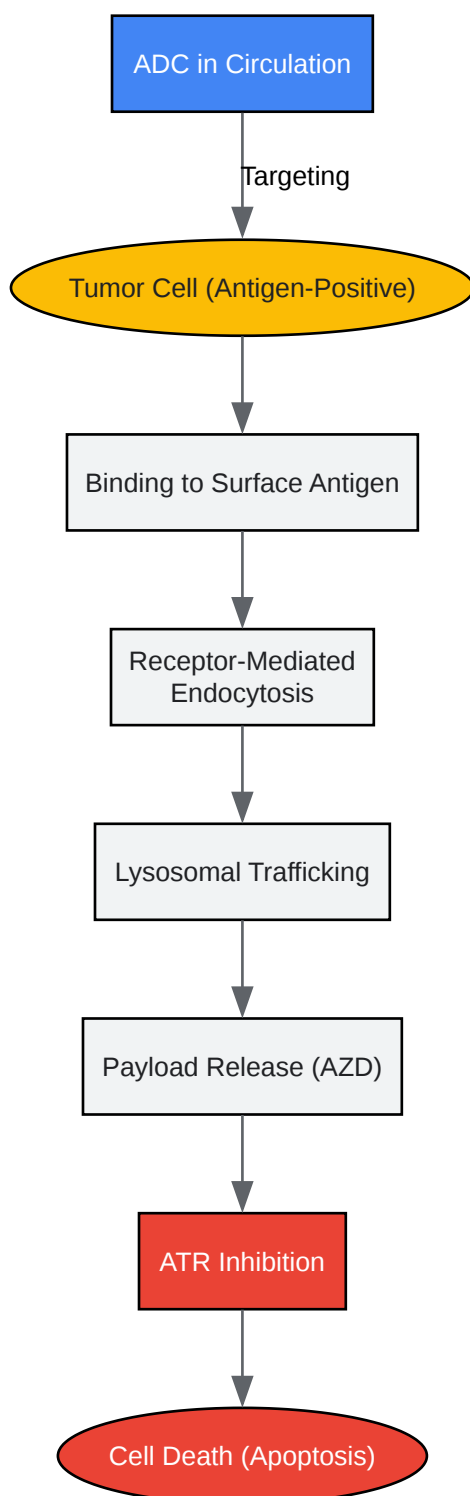 ADC in Circulation
Targeting
Tumor Cell (Antigen-Positive)
Binding to Surface Antigen
Receptor-Mediated
Endocytosis
Lysosomal Trafficking
Payload Release (AZD)
ATR Inhibition
Cell Death (Apoptosis)